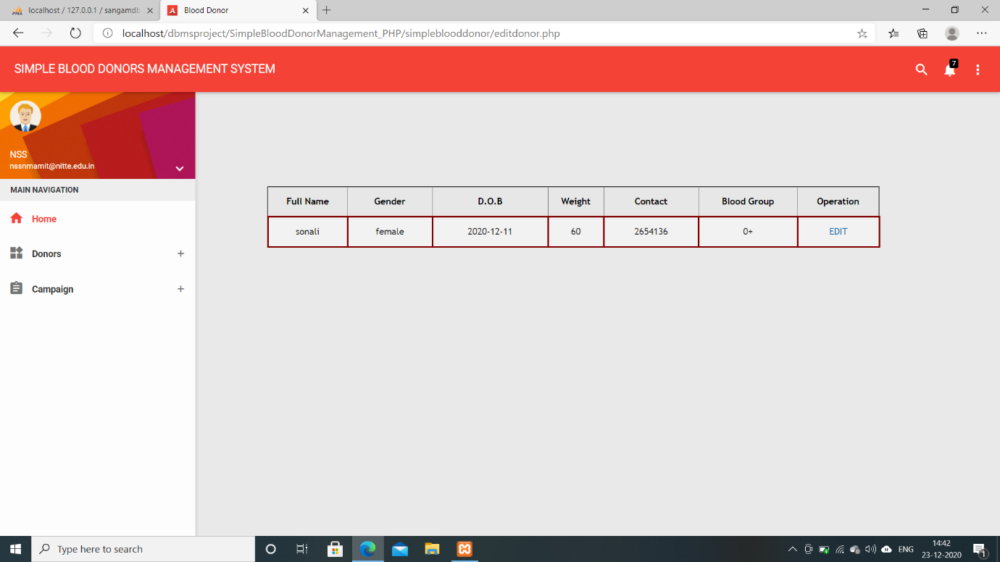 localhost / 127.0.0.1 / sangamdb
Blood Donor
localhost/dbmsproject/SimpleBloodDonorManagement_PHP/simpleblooddonor/editdonor.php
SIMPLE BLOOD DONORS MANAGEMENT SYSTEM
7
NSS
nssnmamit@nitte.edu.in
MAIN NAVIGATION
Home
Donors +
Campaign +
Full Name Gender D.O.B Weight Contact Blood Group Operation
sonali female 2020-12-11 60 2654136 0+ EDIT
Type here to search
ENG
14:42
23-12-2020
1